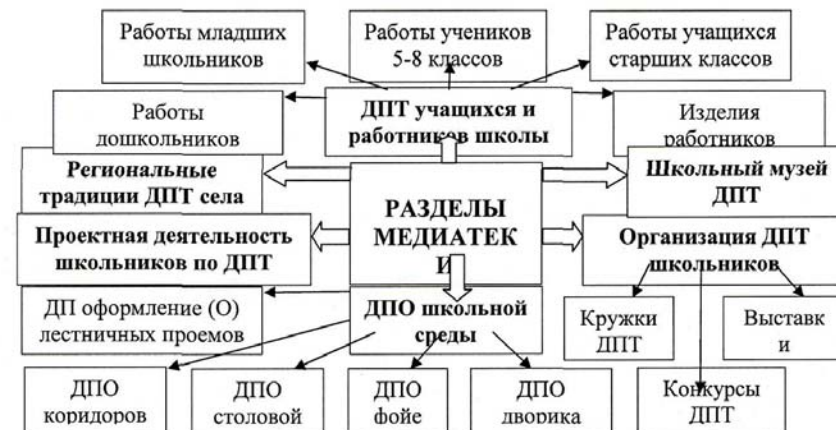 Работы младших
школьников
Работы учеников
5-8 классов
Работы учащихся
старших классов
Работы
дошкольников
ДПТ учащихся и
работников школы
Изделия
работников
Региональные
традиции ДПТ села
Школьный музей
ДПТ
РАЗДЕЛЫ
МЕДИАТЕК
И
Проектная деятельность
школьников по ДПТ
Организация ДПТ
школьников
ДП оформление (О)
лестничных проемов
ДПО школьной
среды
Кружки
ДПТ
Выставк
и
ДПО
коридоров
ДПО
столовой
ДПО
фойе
ДПО
дворика
Конкурсы
ДПТ